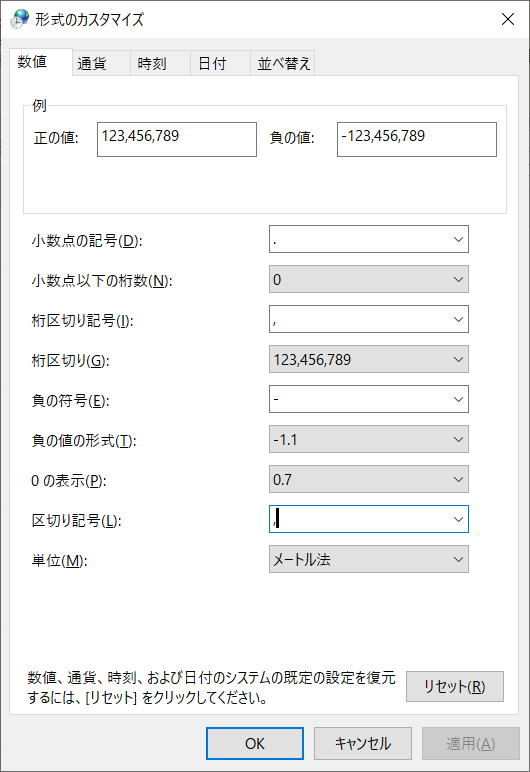 形式のカスタマイズ
数値 通貨 時刻 日付 並べ替え
例
正の値: 123,456,789 負の値: -123,456,789
小数点の記号(D): .
小数点以下の桁数(N): 0
桁区切り記号(I): ,
桁区切り(G): 123,456,789
負の符号(E): -
負の値の形式(T): -1.1
0 の表示(P): 0.7
区切り記号(L): ,
単位(M): メートル法
数値、通貨、時刻、および日付のシステムの既定の設定を復元
するには、[リセット] をクリックしてください。
リセット(R)
OK キャンセル 適用(A)